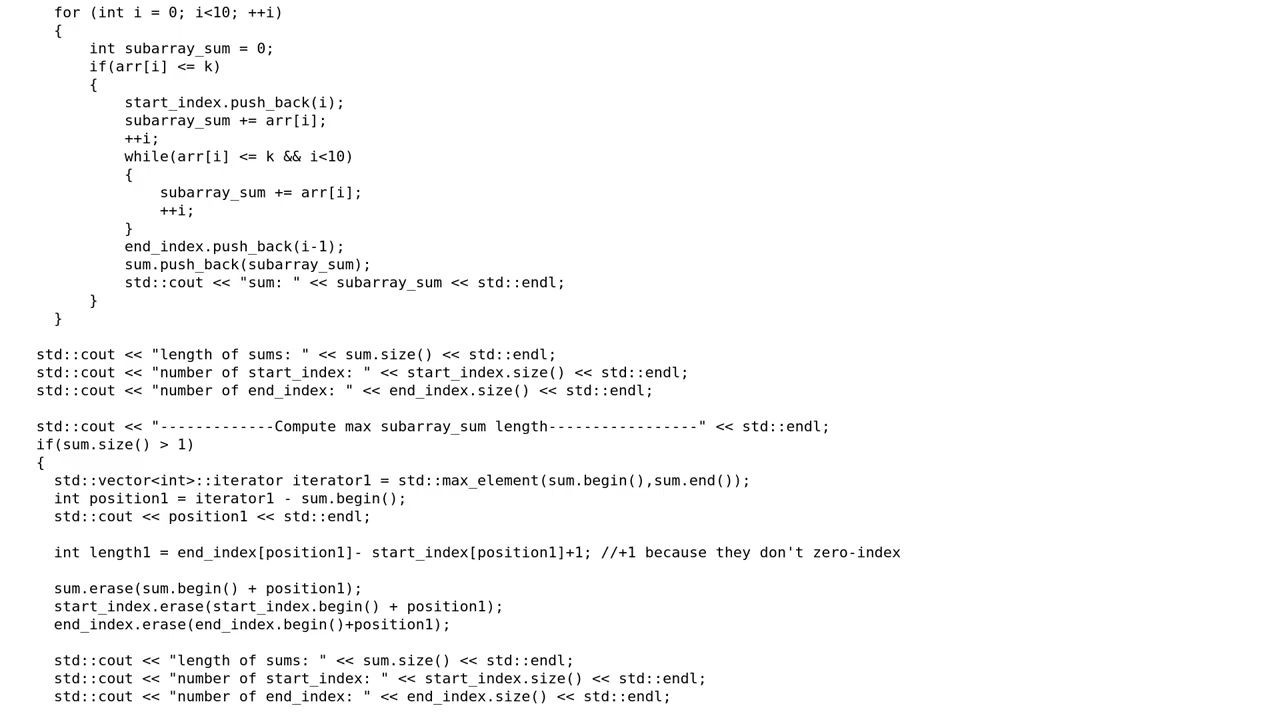 for (int i = 0; i<10; ++i)
{
int subarray_sum = 0;
if(arr[i] <= k)
{
start_index.push_back(i);
subarray_sum += arr[i];
++i;
while(arr[i] <= k && i<10)
{
subarray_sum += arr[i];
++i;
}
end_index.push_back(i-1);
sum.push_back(subarray_sum);
std::cout << "sum: " << subarray_sum << std::endl;
}
}
std::cout << "length of sums: " << sum.size() << std::endl;
std::cout << "number of start_index: " << start_index.size() << std::endl;
std::cout << "number of end_index: " << end_index.size() << std::endl;
std::cout << "-------------Compute max subarray_sum length-----------------" << std::endl;
if(sum.size() > 1)
{
std::vector<int>::iterator iterator1 = std::max_element(sum.begin(),sum.end());
int position1 = iterator1 - sum.begin();
std::cout << position1 << std::endl;
int length1 = end_index[position1]- start_index[position1]+1; //+1 because they don't zero-index
sum.erase(sum.begin() + position1);
start_index.erase(start_index.begin() + position1);
end_index.erase(end_index.begin()+position1);
std::cout << "length of sums: " << sum.size() << std::endl;
std::cout << "number of start_index: " << start_index.size() << std::endl;
std::cout << "number of end_index: " << end_index.size() << std::endl;